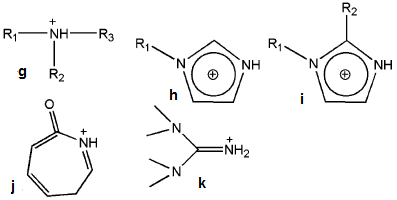 R1 NH + R3
R2
g
R1 N NH +
h
R2
R1 N NH +
i
O
NH +
j
N
N NH2 +
k